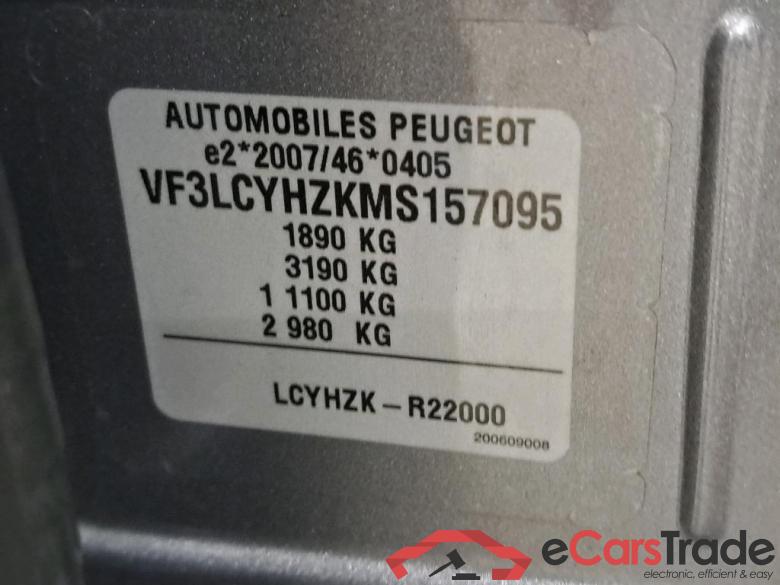 AUTOMOBILES PEUGEOT
e2*2007/46*0405
VF3LCYHZKMS157095
1890 KG
3190 KG
1 1100 KG
2 980 KG
LCYHZK – R22000
200609008
eCarsTrade
electronic, efficient & easy